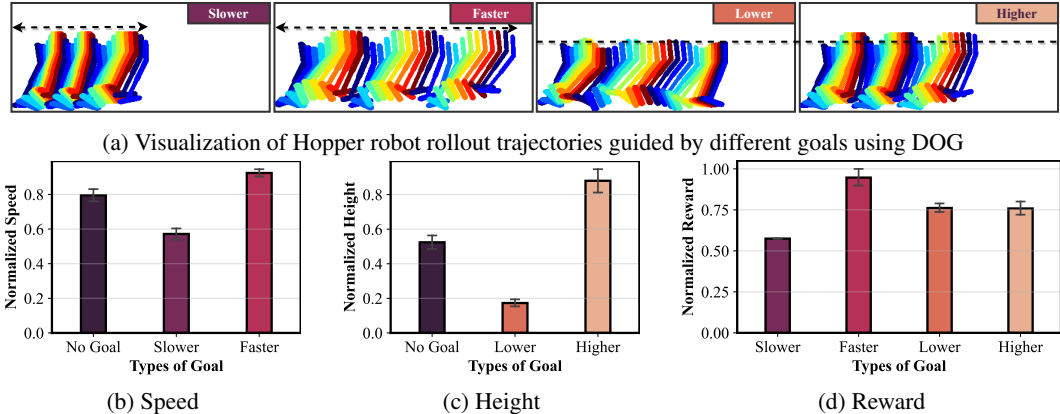 Slower
Faster
Lower
Higher
(a) Visualization of Hopper robot rollout trajectories guided by different goals using DOG
Normalized Speed
0.8
0.6
0.4
0.2
0.0
No Goal Slower Faster
Types of Goal
(b) Speed
Normalized Height
0.8
0.6
0.4
0.2
0.0
No Goal Lower Higher
Types of Goal
(c) Height
Normalized Reward
1.00
0.75
0.50
0.25
0.00
Slower Faster Lower Higher
Types of Goal
(d) Reward